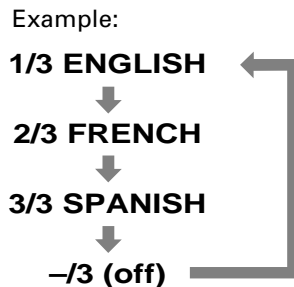 Example:
1/3 ENGLISH
2/3 FRENCH
3/3 SPANISH
–/3 (off)